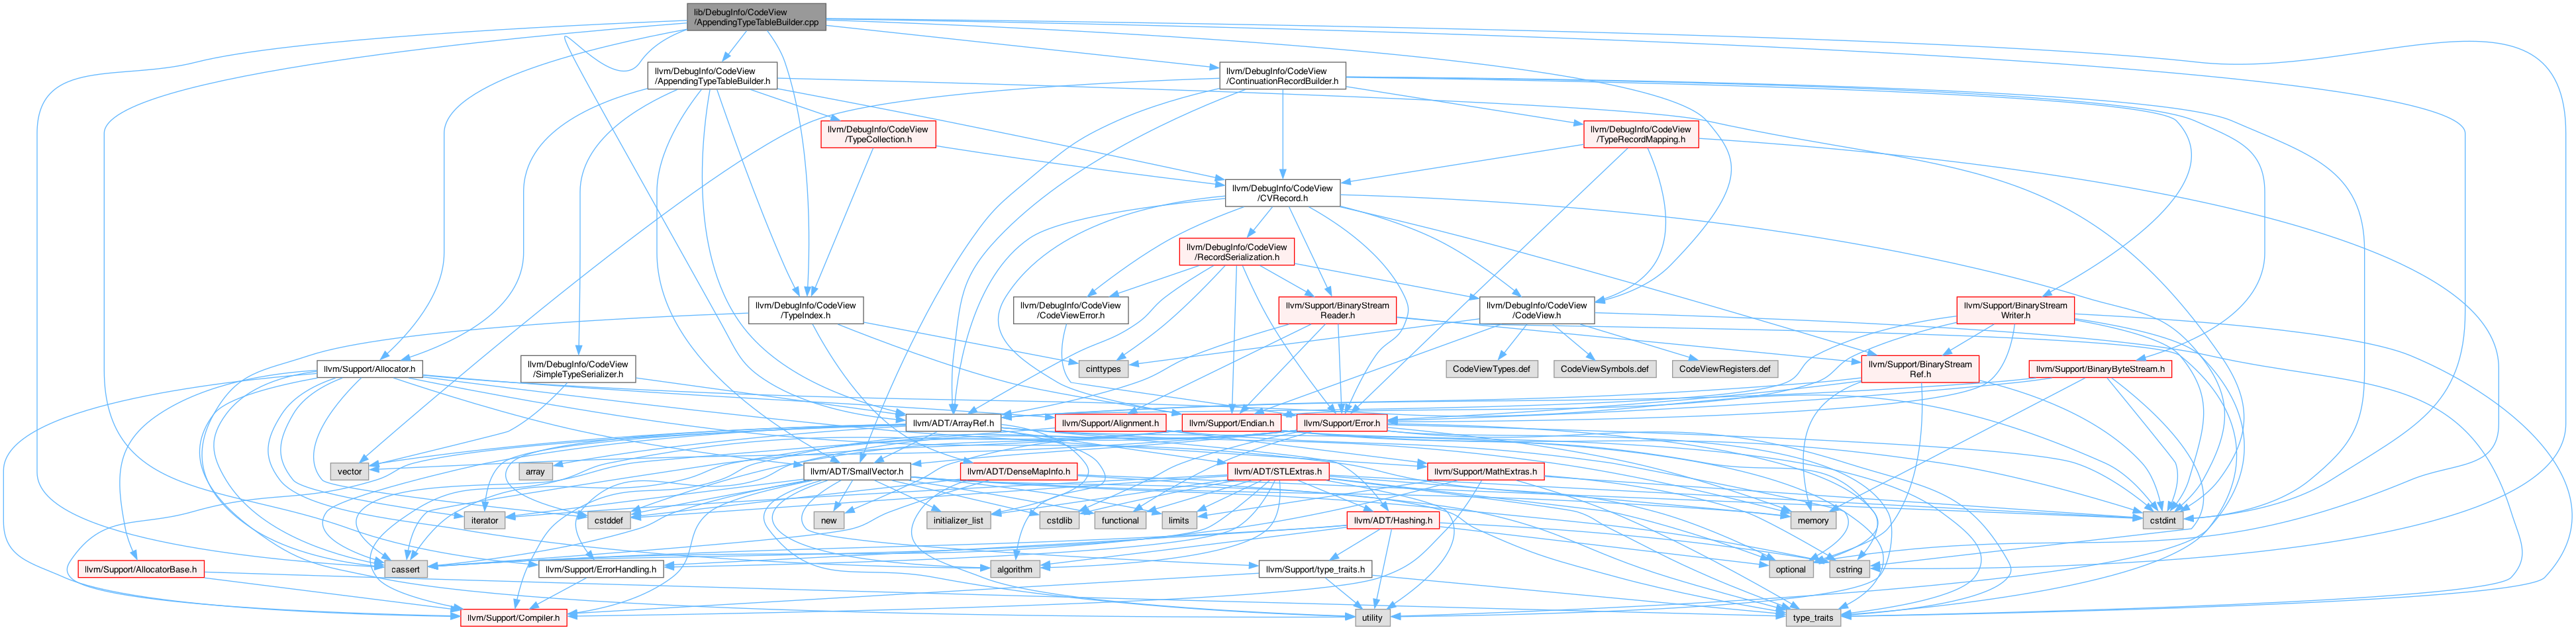 lib/DebugInfo/CodeView
/AppendingTypeTableBuilder.cpp
llvm/DebugInfo/CodeView
/AppendingTypeTableBuilder.h
llvm/DebugInfo/CodeView
/ContinuationRecordBuilder.h
llvm/DebugInfo/CodeView
/TypeCollection.h
llvm/DebugInfo/CodeView
/TypeRecordMapping.h
llvm/DebugInfo/CodeView
/CVRecord.h
llvm/DebugInfo/CodeView
/RecordSerialization.h
llvm/DebugInfo/CodeView
/TypeIndex.h
llvm/DebugInfo/CodeView
/CodeViewError.h
llvm/Support/BinaryStream
Reader.h
llvm/DebugInfo/CodeView
/CodeView.h
llvm/Support/BinaryStream
Writer.h
llvm/Support/Allocator.h
llvm/DebugInfo/CodeView
/SimpleTypeSerializer.h
cinttypes
CodeViewTypes.def
CodeViewSymbols.def
CodeViewRegisters.def
llvm/Support/BinaryStream
Ref.h
llvm/Support/BinaryByteStream.h
llvm/ADT/ArrayRef.h
llvm/Support/Alignment.h
llvm/Support/Endian.h
llvm/Support/Error.h
vector
array
llvm/ADT/SmallVector.h
llvm/ADT/DenseMapInfo.h
llvm/ADT/STLExtras.h
llvm/Support/MathExtras.h
iterator
cstddef
new
initializer_list
cstdlib
functional
limits
llvm/ADT/Hashing.h
memory
cstdint
llvm/Support/AllocatorBase.h
cassert
llvm/Support/ErrorHandling.h
algorithm
llvm/Support/type_traits.h
optional
cstring
llvm/Support/Compiler.h
utility
type_traits